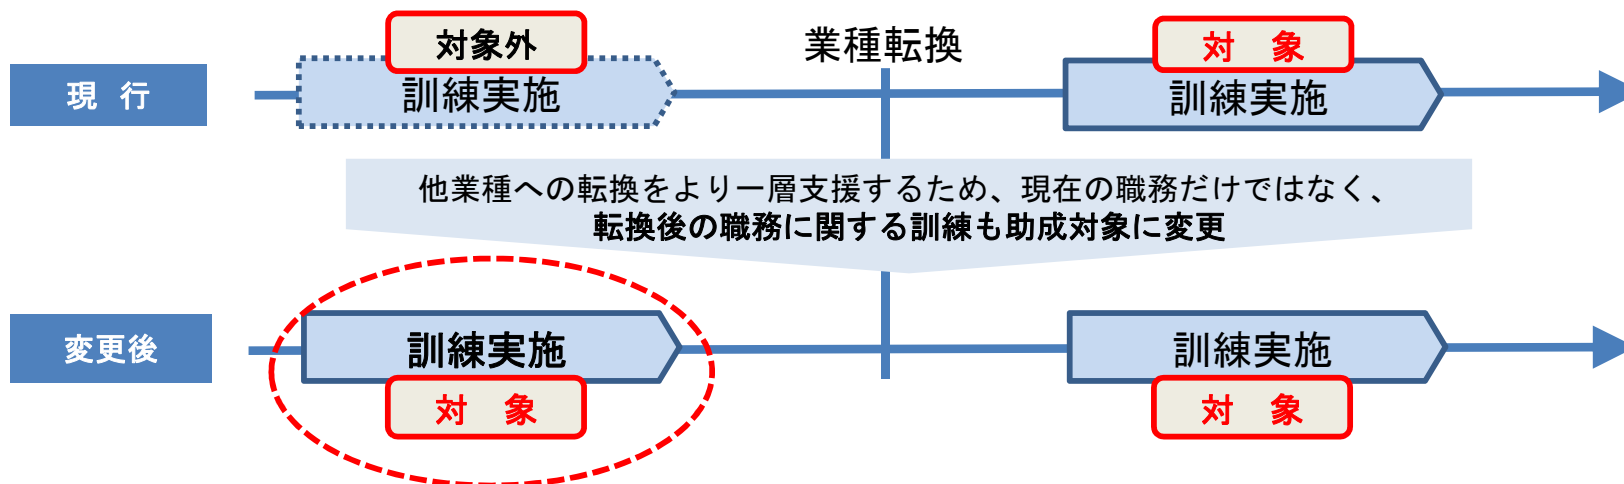 対象外
業種転換
対　象
現 行
訓練実施
訓練実施
他業種への転換をより一層支援するため、現在の職務だけではなく、
転換後の職務に関する訓練も助成対象に変更
変更後
訓練実施
訓練実施
対　象
対　象